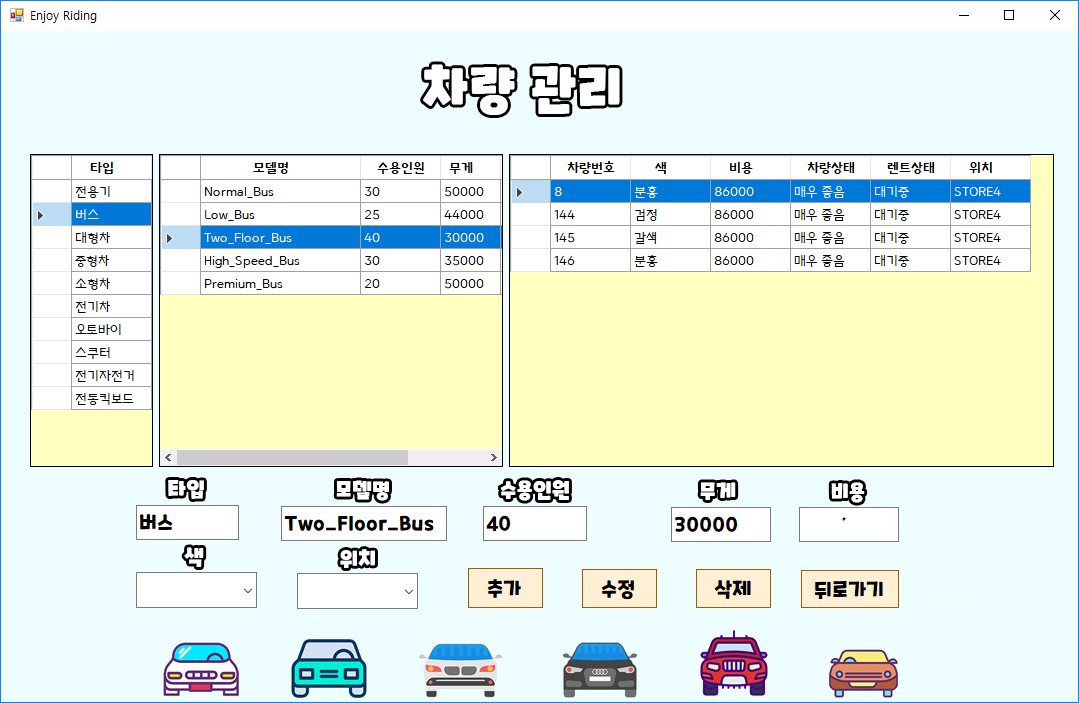 Enjoy Riding
차량 관리
타입
전용기
버스
대형차
중형차
소형차
전기차
오토바이
스쿠터
전기자전거
전동킥보드
모델명 수용인원 무게
Normal_Bus 30 50000
Low_Bus 25 44000
Two_Floor_Bus 40 30000
High_Speed_Bus 30 35000
Premium_Bus 20 50000
차량번호 색 비용 차량상태 렌트상태 위치
8 분홍 86000 매우 좋음 대기중 STORE4
144 검정 86000 매우 좋음 대기중 STORE4
145 갈색 86000 매우 좋음 대기중 STORE4
146 분홍 86000 매우 좋음 대기중 STORE4
타입 모델명 수용인원 무게 비용
버스 Two_Floor_Bus 40 30000
색 위치
추가 수정 삭제 뒤로가기